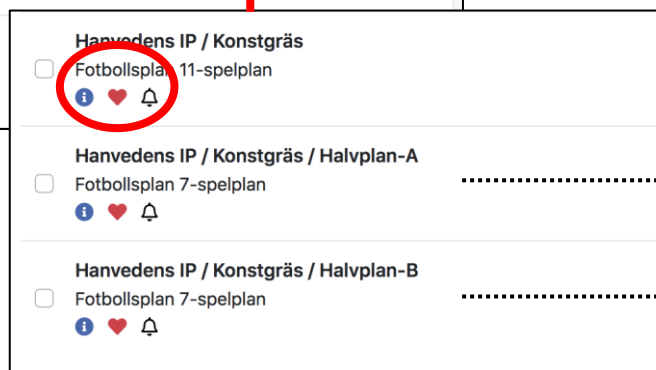 Hanvedens IP / Konstgräs
Fotbollsplan 11-spelplan
Hanvedens IP / Konstgräs / Halvplan-A
Fotbollsplan 7-spelplan
Hanvedens IP / Konstgräs / Halvplan-B
Fotbollsplan 7-spelplan